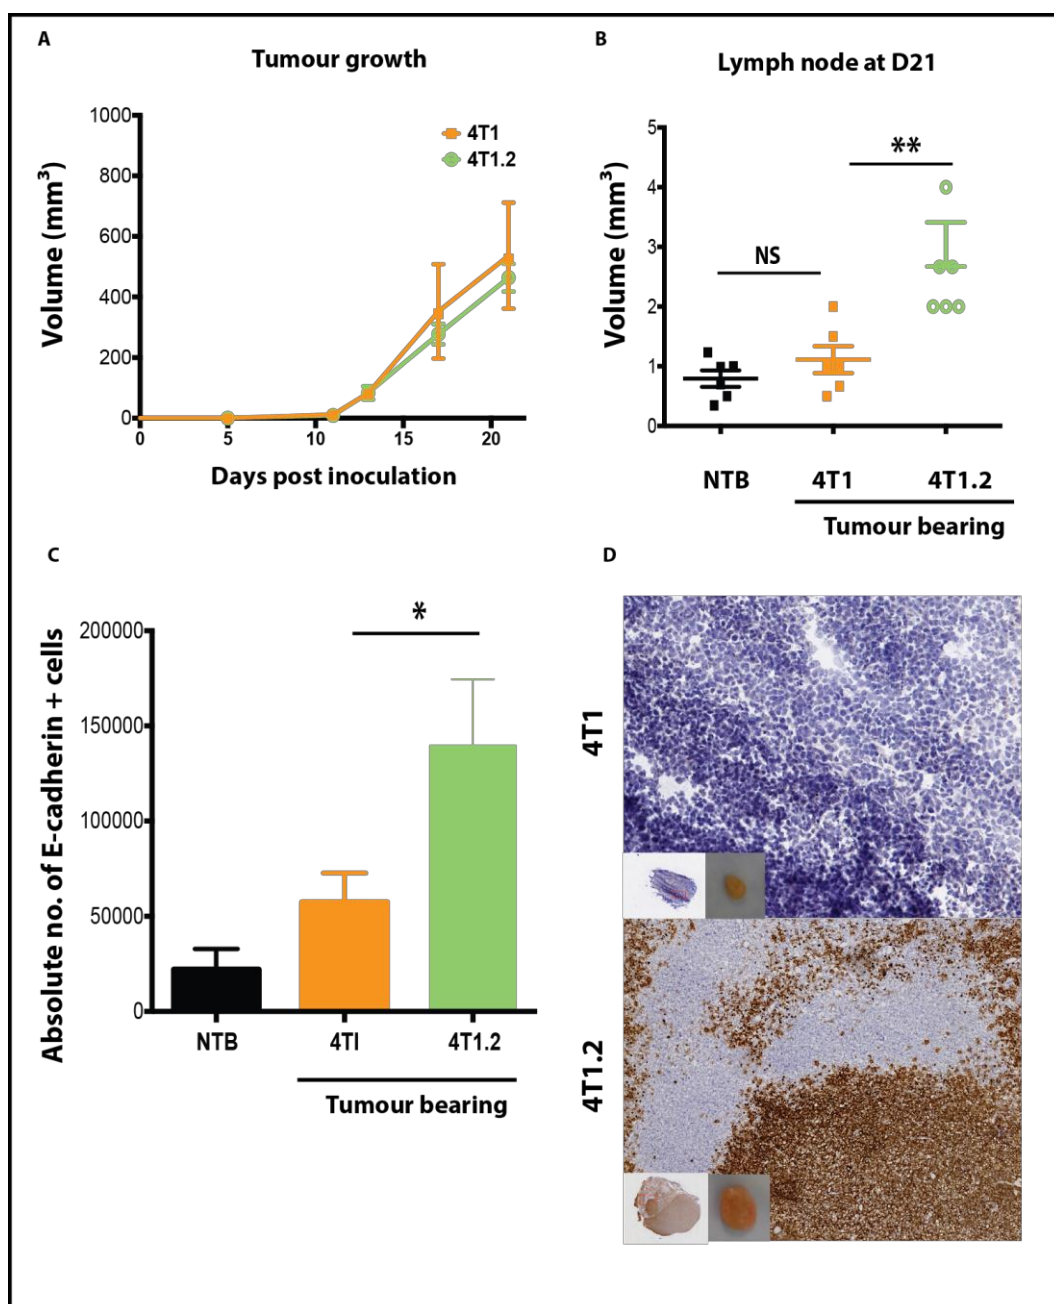 A
Tumour growth
1000
800
600
400
200
0
Volume (mm³)
4T1
4T1.2
0 5 10 15 20
Days post inoculation
B
Lymph node at D21
5
4
3
2
1
0
Volume (mm³)
NS
**
NTB 4T1 4T1.2
Tumour bearing
C
200000
150000
100000
50000
0
Absolute no. of E-cadherin + cells
*
NTB 4TI 4T1.2
Tumour bearing
D
4T1
4T1.2